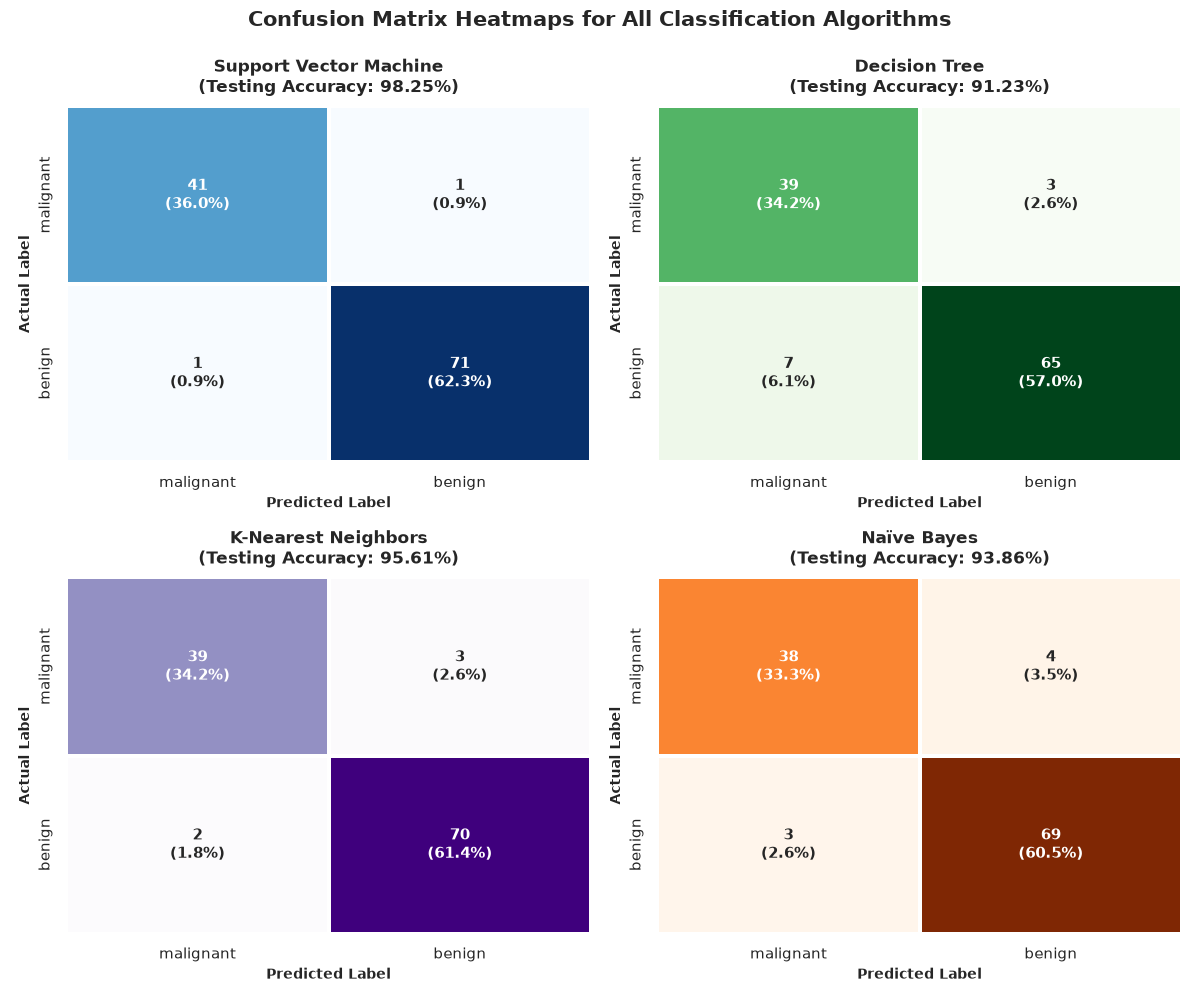 Confusion Matrix Heatmaps for All Classification Algorithms
Support Vector Machine
(Testing Accuracy: 98.25%)
Actual Label
malignant
benign
41
(36.0%)
1
(0.9%)
1
(0.9%)
71
(62.3%)
malignant
benign
Predicted Label
Decision Tree
(Testing Accuracy: 91.23%)
Actual Label
malignant
benign
39
(34.2%)
3
(2.6%)
7
(6.1%)
65
(57.0%)
malignant
benign
Predicted Label
K-Nearest Neighbors
(Testing Accuracy: 95.61%)
Actual Label
malignant
benign
39
(34.2%)
3
(2.6%)
2
(1.8%)
70
(61.4%)
malignant
benign
Predicted Label
Naïve Bayes
(Testing Accuracy: 93.86%)
Actual Label
malignant
benign
38
(33.3%)
4
(3.5%)
3
(2.6%)
69
(60.5%)
malignant
benign
Predicted Label